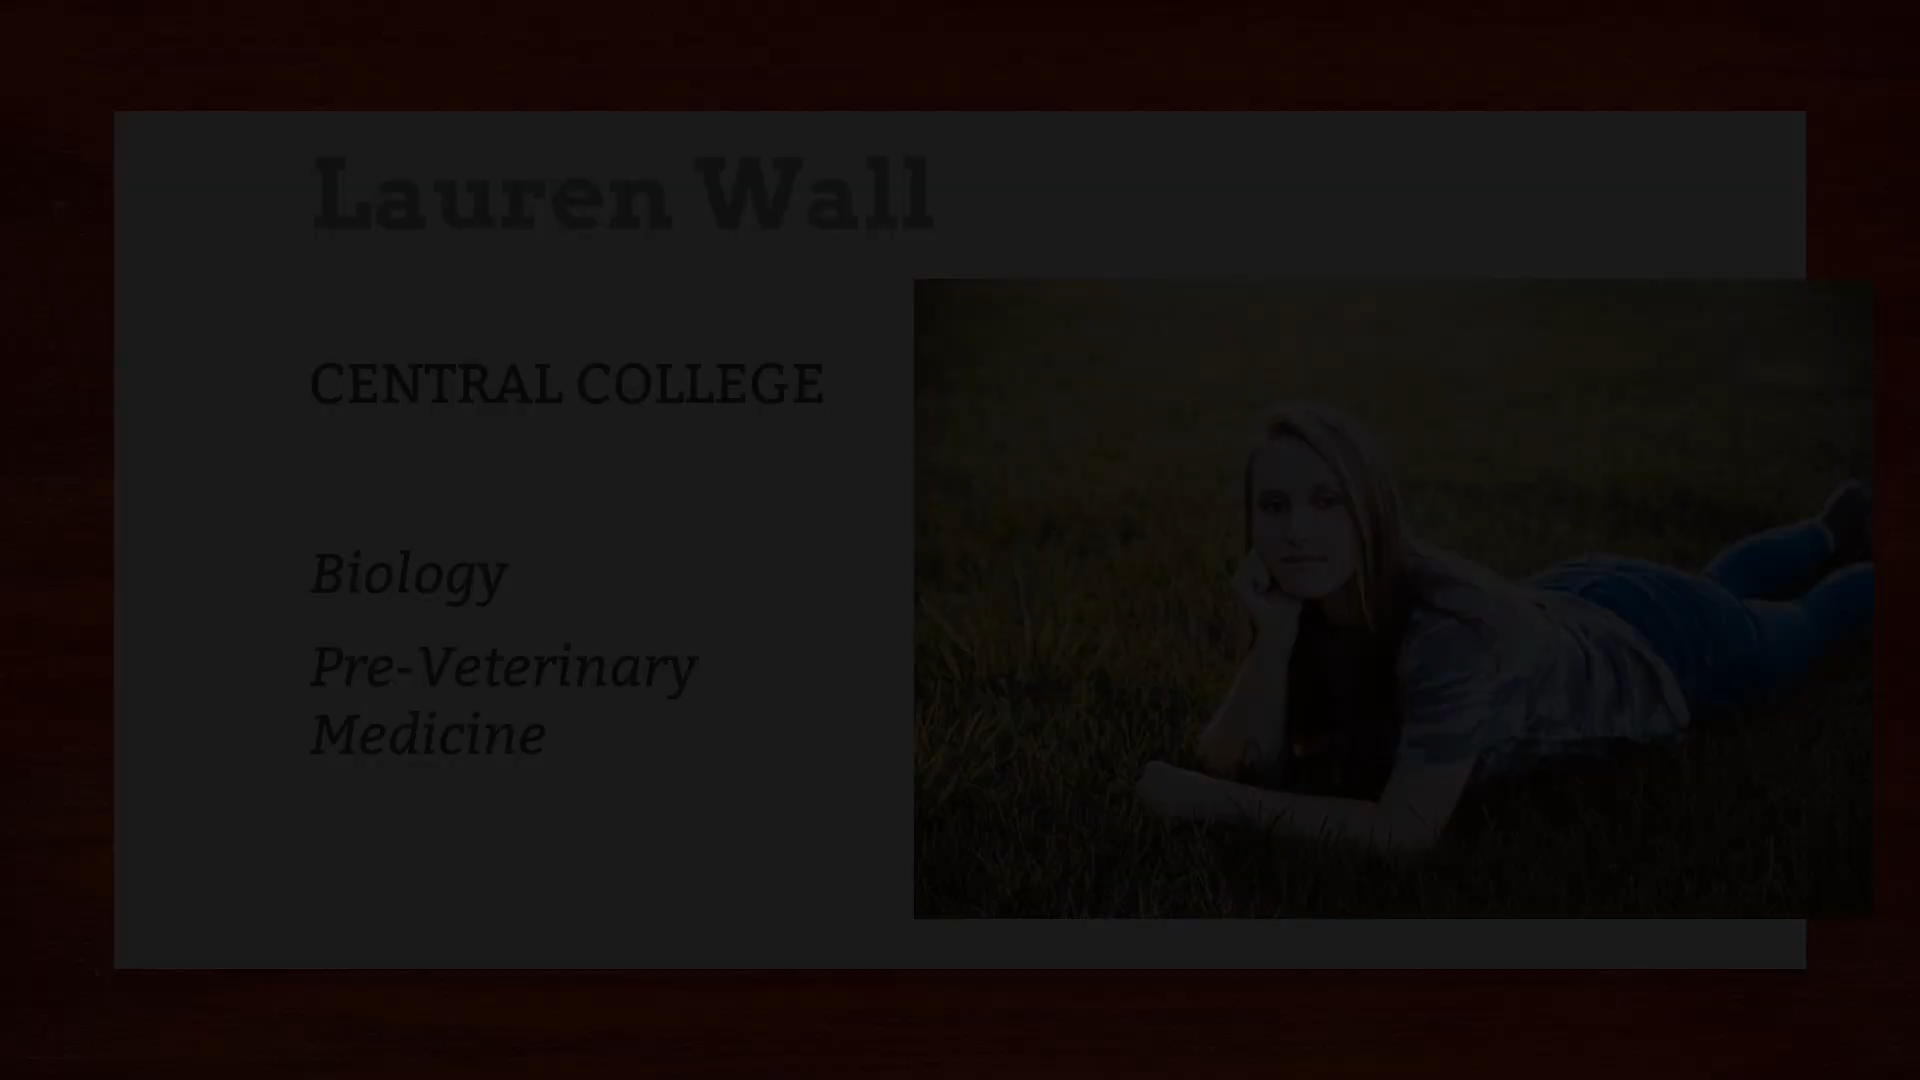 Lauren Wall
CENTRAL COLLEGE
Biology
Pre-Veterinary
Medicine